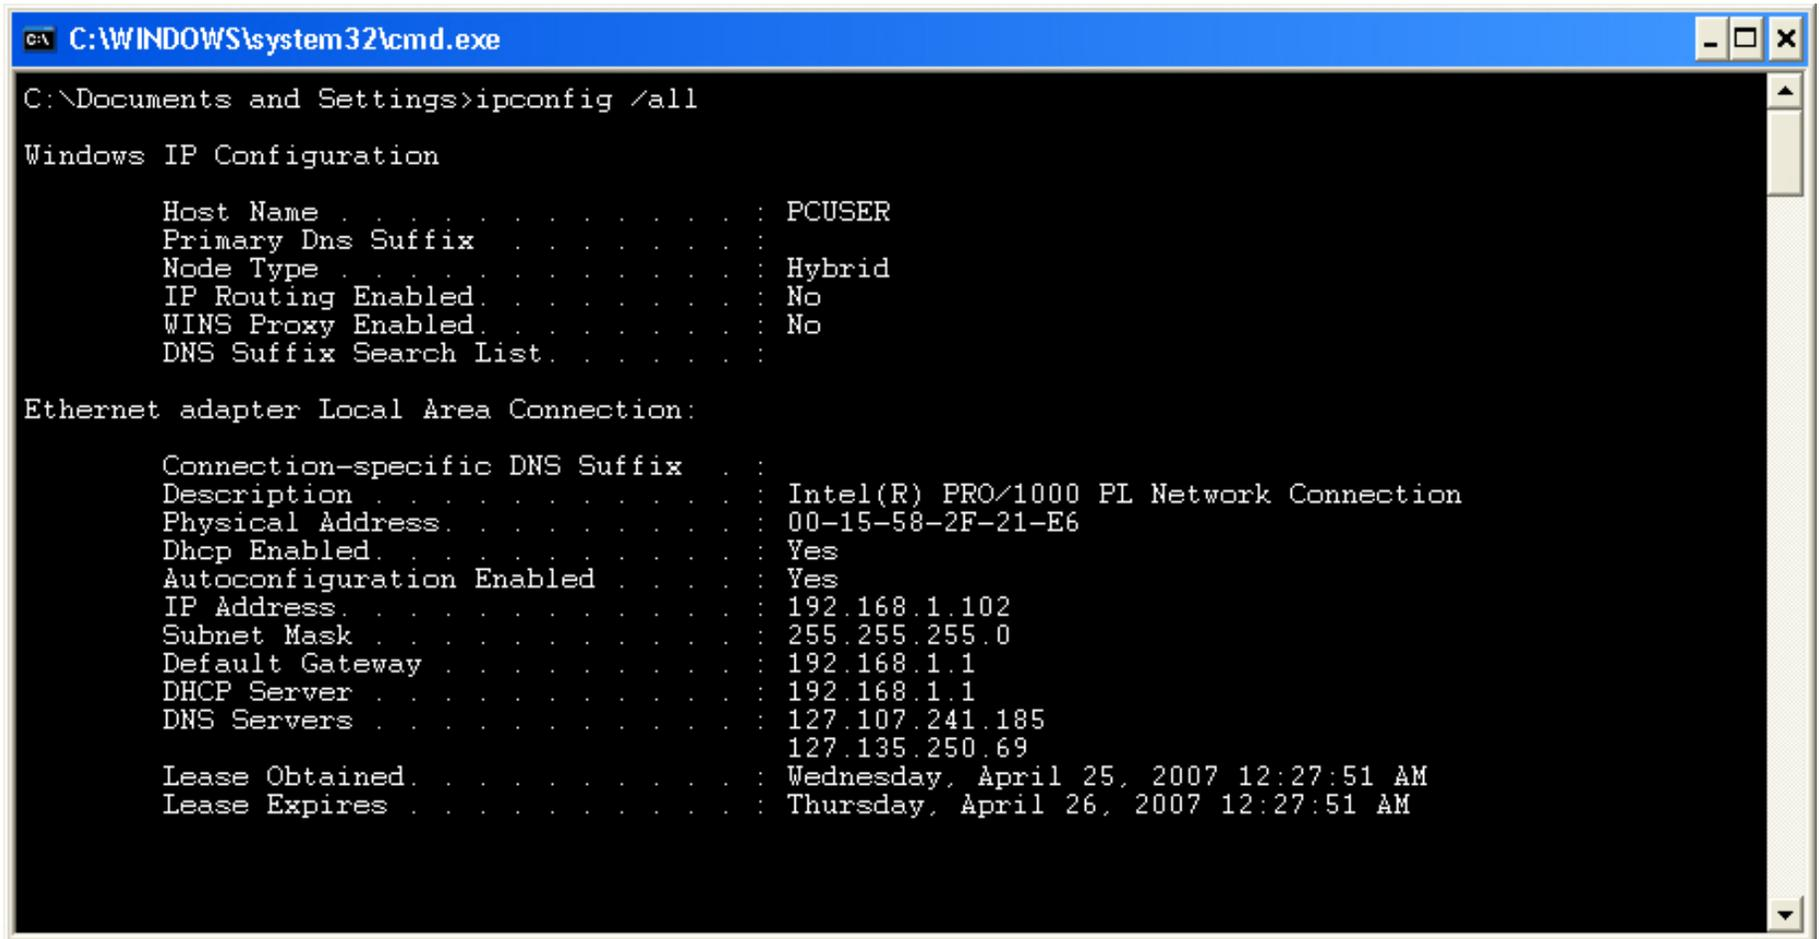 C:\WINDOWS\system32\cmd.exe
C:\Documents and Settings>ipconfig /all
Windows IP Configuration
Host Name . . . . . . . . . . . . : PCUSER
Primary Dns Suffix . . . . . . . :
Node Type . . . . . . . . . . . . : Hybrid
IP Routing Enabled. . . . . . . . : No
WINS Proxy Enabled. . . . . . . . : No
DNS Suffix Search List. . . . . . :
Ethernet adapter Local Area Connection:
Connection-specific DNS Suffix . :
Description . . . . . . . . . . . : Intel(R) PRO/1000 PL Network Connection
Physical Address. . . . . . . . . : 00-15-58-2F-21-E6
Dhcp Enabled. . . . . . . . . . . : Yes
Autoconfiguration Enabled . . . . : Yes
IP Address. . . . . . . . . . . . : 192.168.1.102
Subnet Mask . . . . . . . . . . . : 255.255.255.0
Default Gateway . . . . . . . . . : 192.168.1.1
DHCP Server . . . . . . . . . . . : 192.168.1.1
DNS Servers . . . . . . . . . . . : 127.107.241.185
127.135.250.69
Lease Obtained. . . . . . . . . . : Wednesday, April 25, 2007 12:27:51 AM
Lease Expires . . . . . . . . . . : Thursday, April 26, 2007 12:27:51 AM